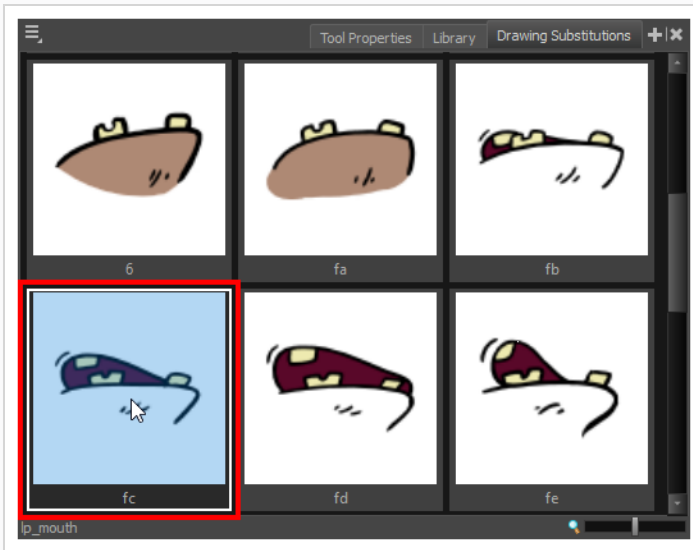 Tool Properties Library Drawing Substitutions
6 fa fb
fc fd fe
lp_mouth